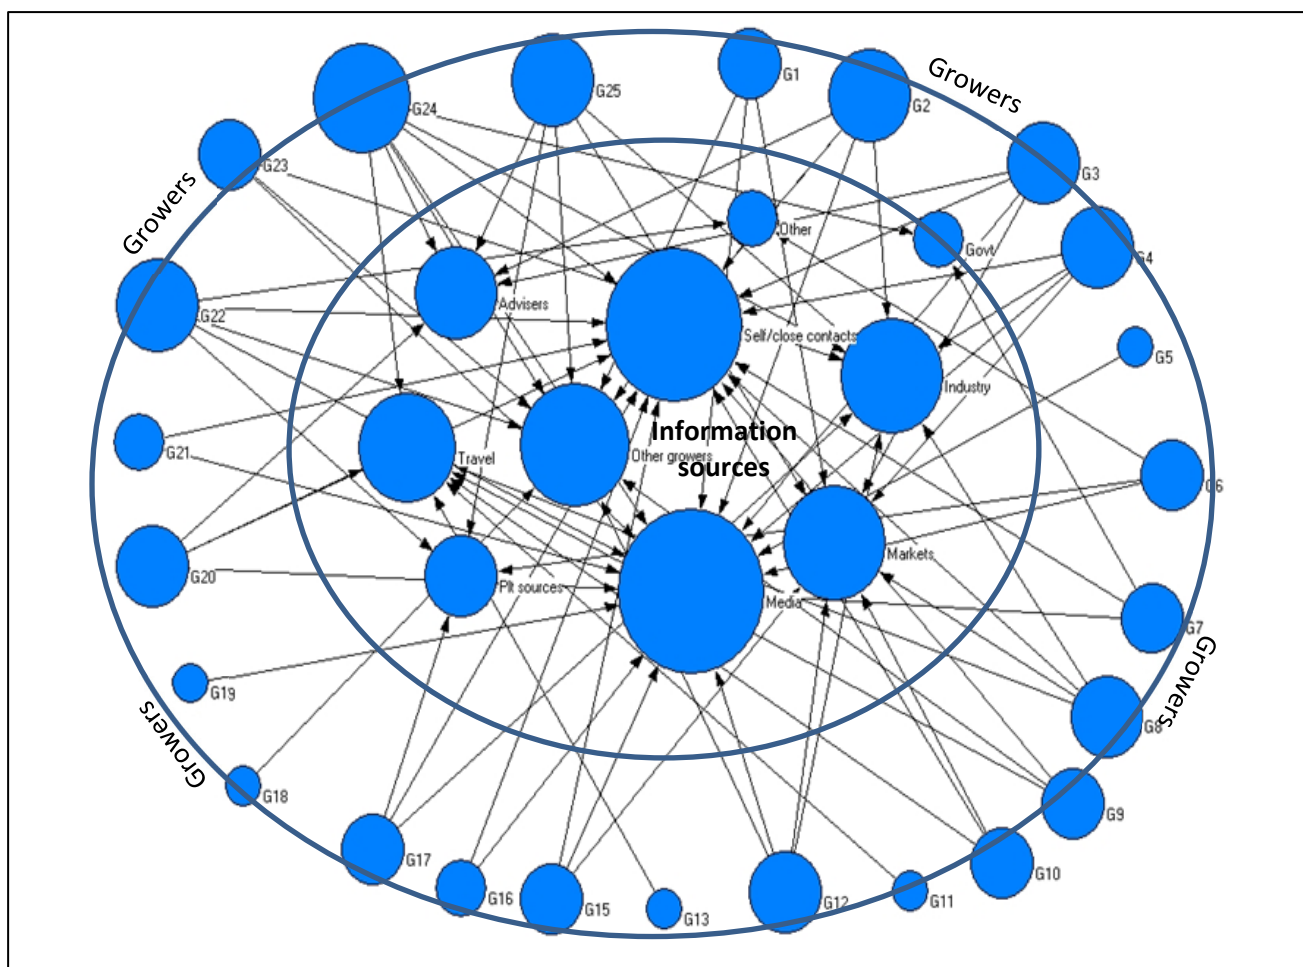 G1
G25
G2
Growers
G24
G3
G23
Growers
Other
Govt
G4
Advisers
G22
Self/close contacts
G5
Industry
Information
sources
Other growers
Travel
G21
G6
Markets
G20
Plt sources
Media
G7
Growers
G19
G8
Growers
G18
G9
G17
G10
G16
G15
G13
G12
G11